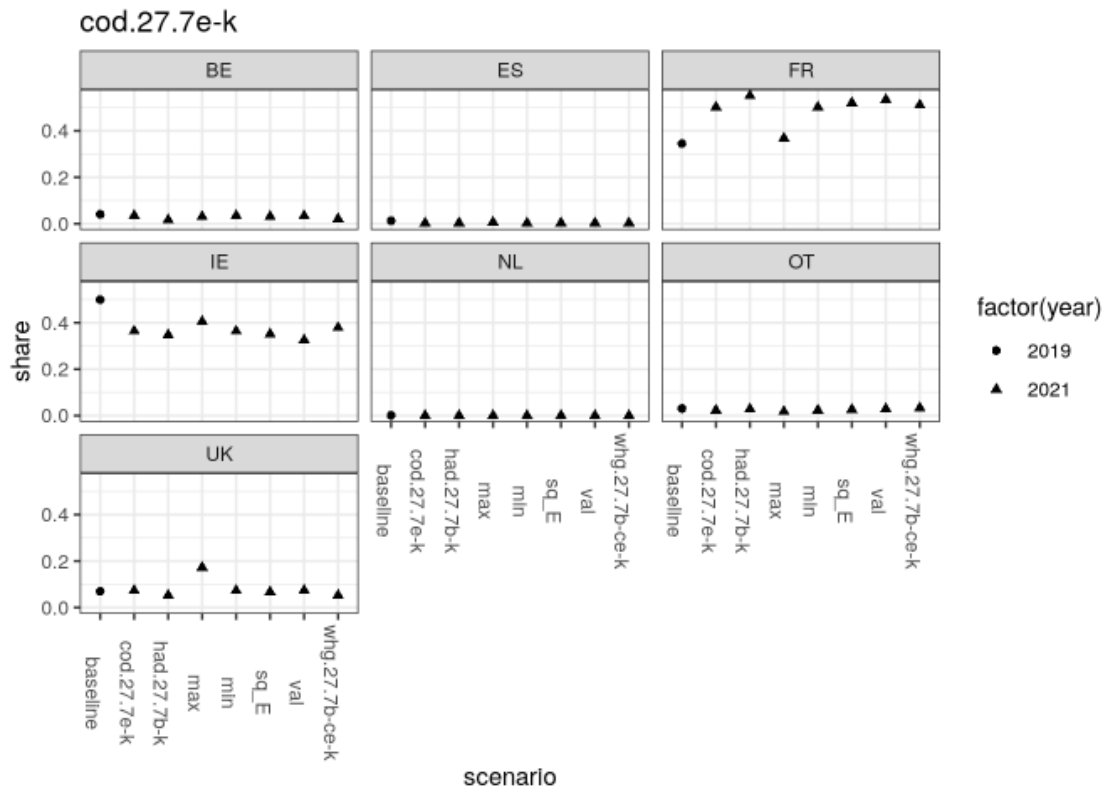 cod.27.7e-k
BE
ES
FR
0.4
0.2
0.0
IE
NL
OT
0.4
0.2
0.0
share
factor(year)
2019
2021
UK
0.4
0.2
0.0
baseline
cod.27.7e-k
had.27.7b-k
max
min
sq_E
val
whg.27.7b-ce-k
baseline
cod.27.7e-k
had.27.7b-k
max
min
sq_E
val
whg.27.7b-ce-k
baseline
cod.27.7e-k
had.27.7b-k
max
min
sq_E
val
whg.27.7b-ce-k
scenario